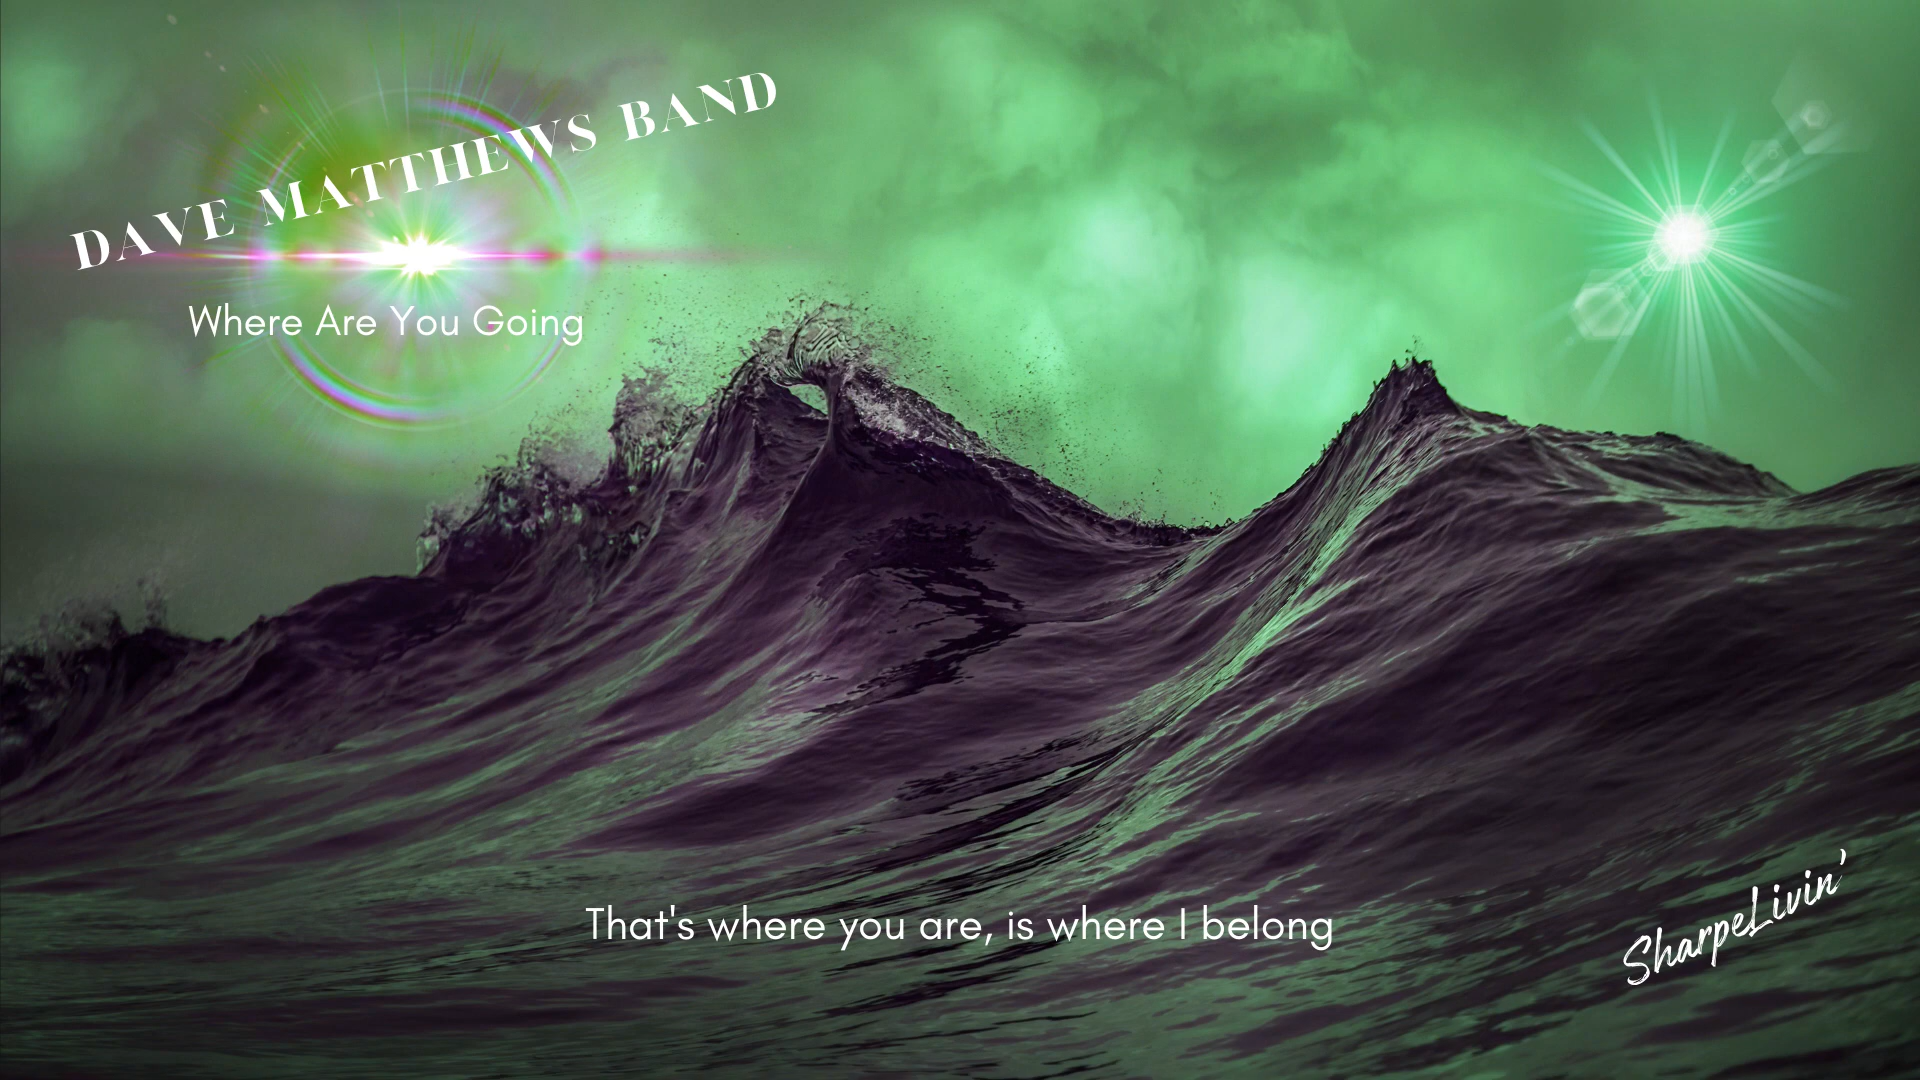 DAVE MATTHEWS BAND
Where Are You Going
That's where you are, is where I belong
SharpeLivin'